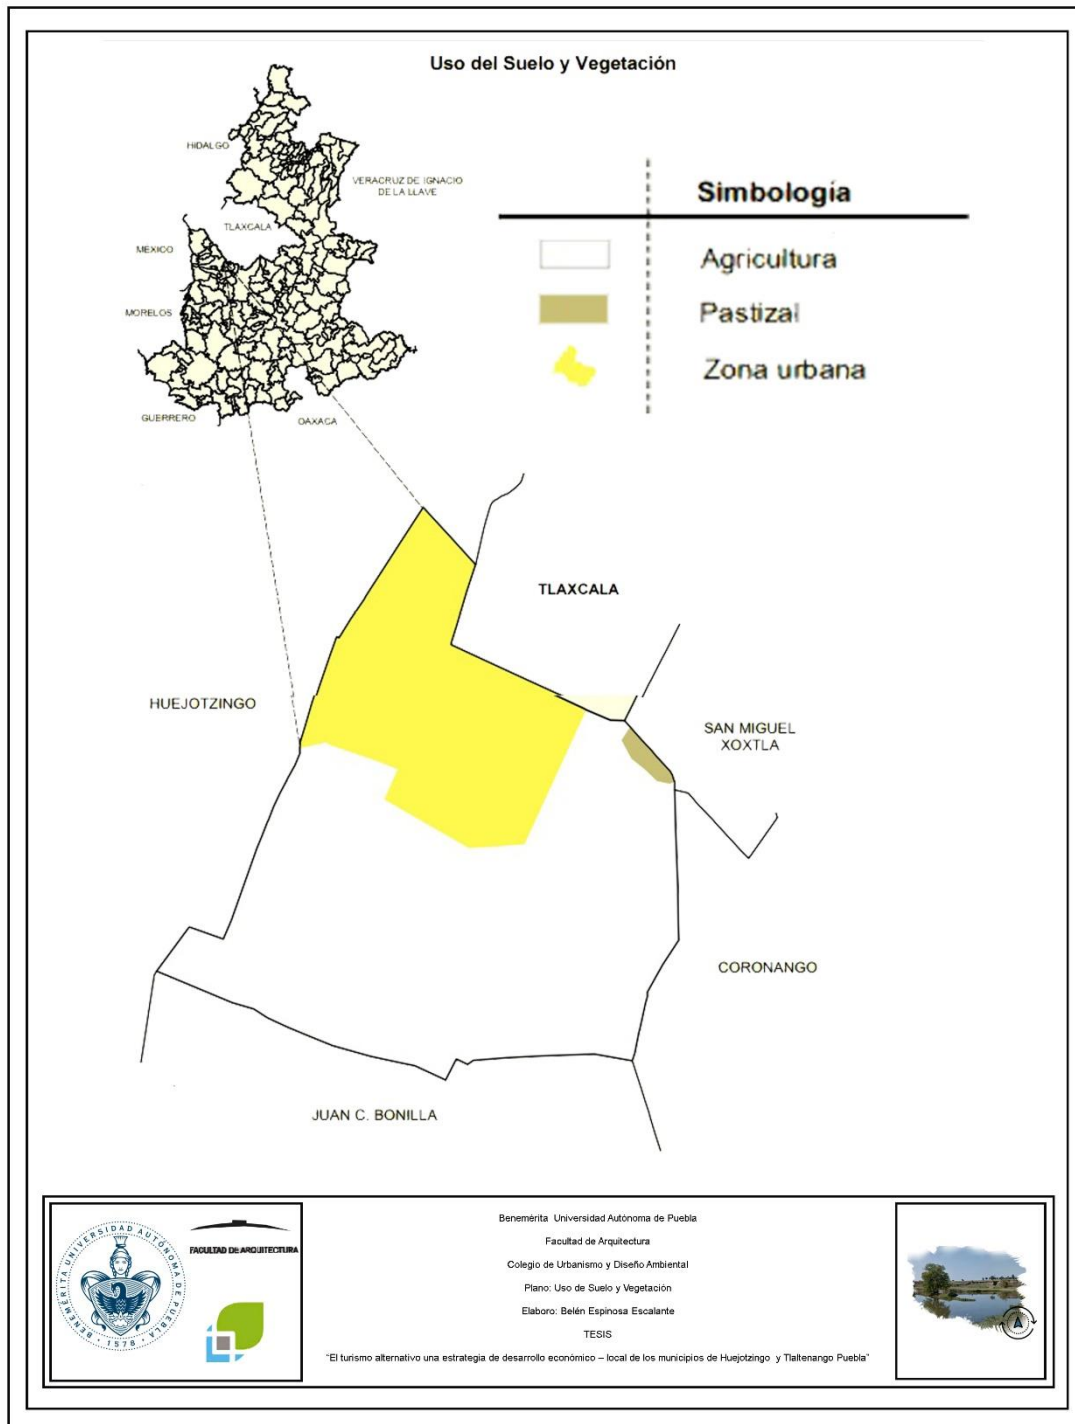 Uso del Suelo y Vegetación
HIDALGO
VERACRUZ DE IGNACIO
DE LA LLAVE
TLAXCALA
MEXICO
MORELOS
GUERRERO
OAXACA
Simbología
Agricultura
Pastizal
Zona urbana
TLAXCALA
HUEJOTZINGO
SAN MIGUEL
XOXTLA
CORONANGO
JUAN C. BONILLA
BENEMÉRITA UNIVERSIDAD AUTÓNOMA DE PUEBLA
1578
FACULTAD DE ARQUITECTURA
Benemérita Universidad Autónoma de Puebla
Facultad de Arquitectura
Colegio de Urbanismo y Diseño Ambiental
Plano: Uso de Suelo y Vegetación
Elaboro: Belén Espinosa Escalante
TESIS
"El turismo alternativo una estrategia de desarrollo económico – local de los municipios de Huejotzingo y Tlaltenango Puebla"